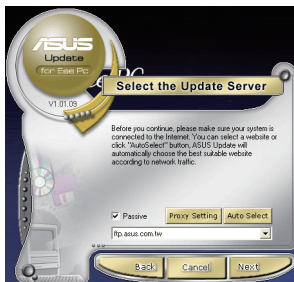 ASUS
Update
for Eee Pc
V1.01.09
Select the Update Server
Before you continue, please make sure your system is
connected to the Internet. You can select a website or
click "AutoSelect" button, ASUS Update will
automatically choose the best suitable website
according to network traffic.
Passive
Proxy Setting
Auto Select
ftp.asus.com.tw
Back
Cancel
Next